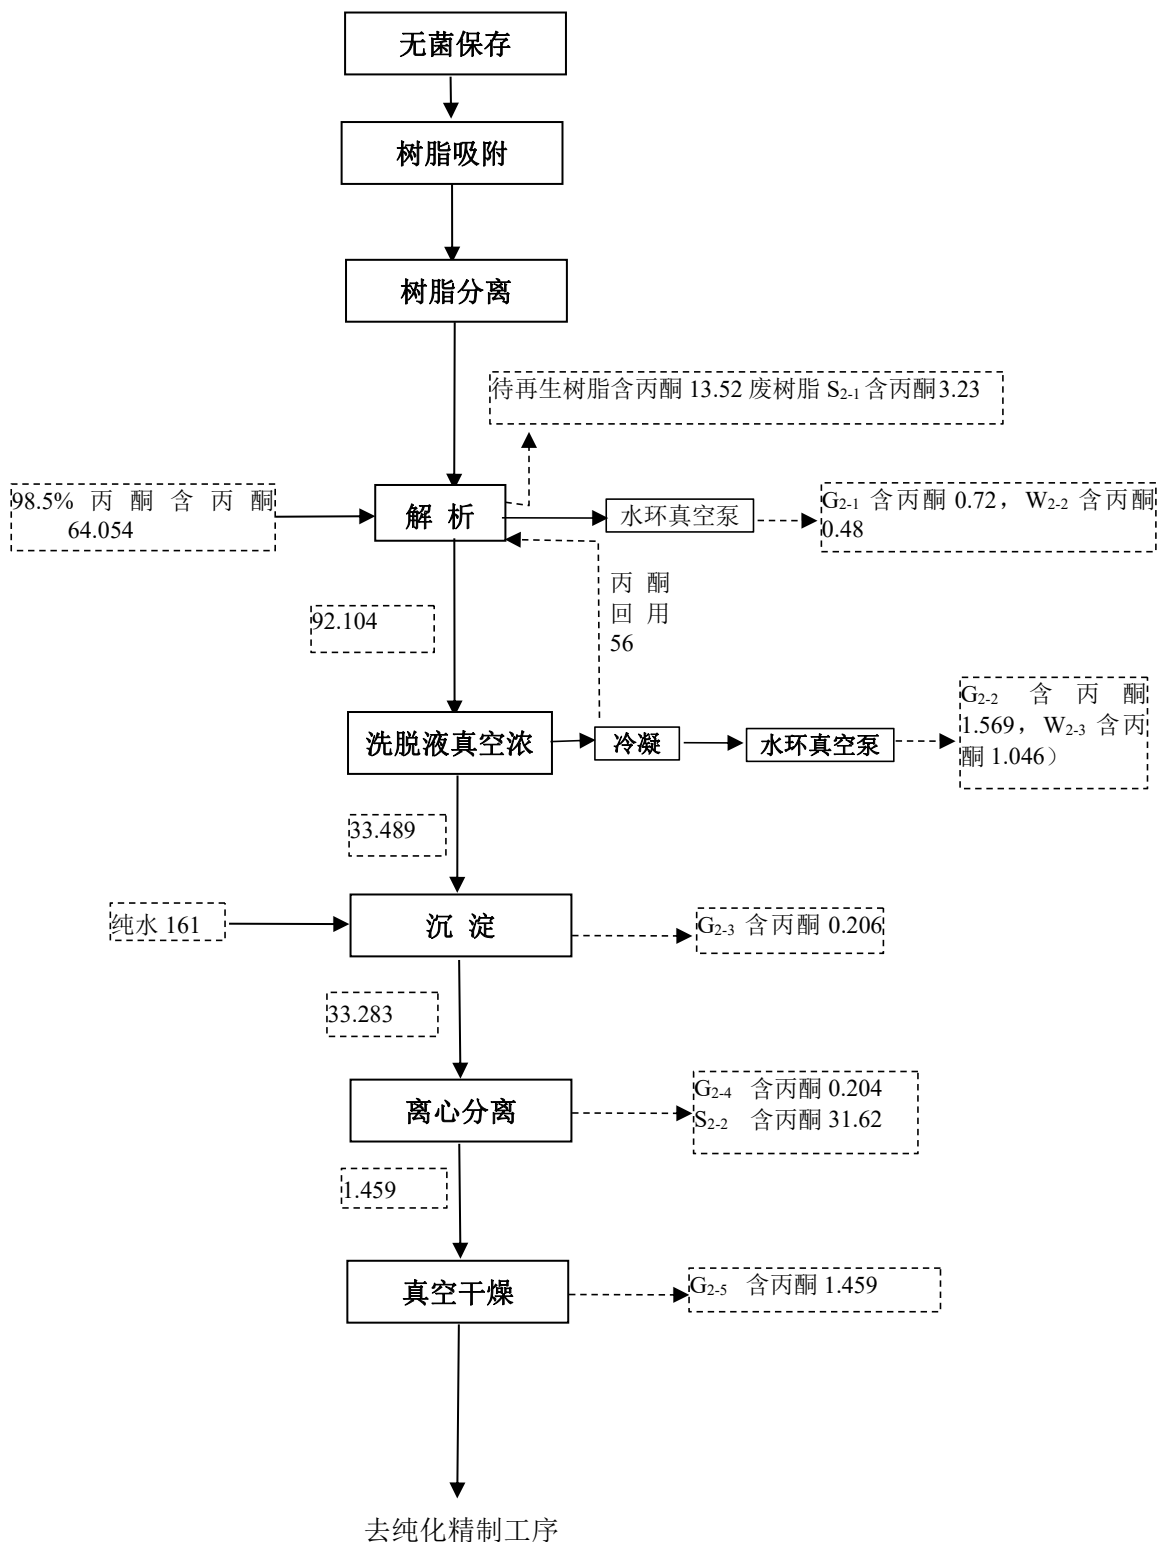 无菌保存
树脂吸附
树脂分离
待再生树脂含丙酮 13.52 废树脂 S2-1 含丙酮3.23
98.5% 丙酮含丙酮
64.054
解 析
水环真空泵
G2-1 含丙酮 0.72，W2-2 含丙酮
0.48
丙酮
回用
56
92.104
洗脱液真空浓
冷凝
水环真空泵
G2-2 含丙酮
1.569，W2-3 含丙
酮 1.046）
33.489
纯水 161
沉 淀
G2-3 含丙酮 0.206
33.283
离心分离
G2-4 含丙酮 0.204
S2-2 含丙酮 31.62
1.459
真空干燥
G2-5 含丙酮 1.459
去纯化精制工序